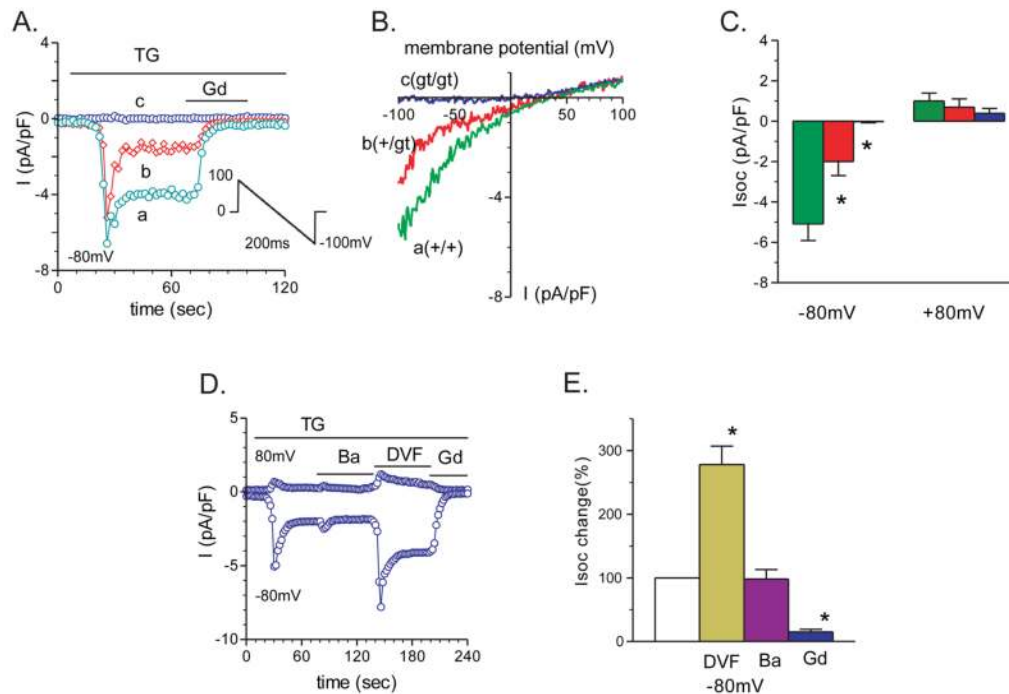 A.
TG
Gd
c
b
a
-80mV
I (pA/pF)
4
0
-4
-8
0
60
120
time (sec)
100
0
200ms
-100mV
B.
membrane potential (mV)
c(gt/gt)
-100
-50
50
100
b(+/gt)
a(+/+)
-4
-8
I (pA/pF)
C.
Isoc (pA/pF)
4
2
0
-2
-4
-6
-8
*
*
-80mV
+80mV
D.
TG
80mV
Ba
DVF
Gd
I (pA/pF)
5
0
-5
-10
-80mV
0
60
120
180
240
time (sec)
E.
Isoc change(%)
300
200
100
0
*
*
DVF
Ba
Gd
-80mV